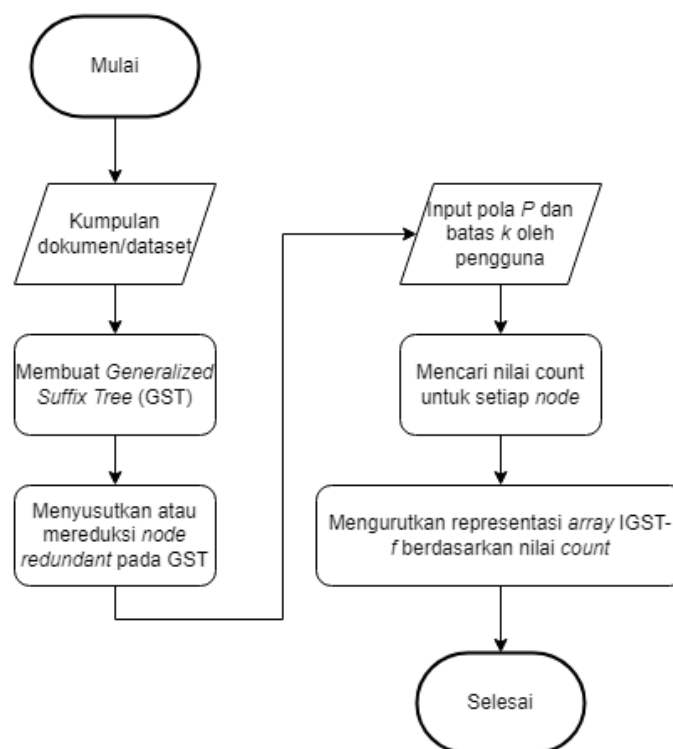 Mulai
Kumpulan
dokumen/dataset
Membuat Generalized
Suffix Tree (GST)
Menyusutkan atau
mereduksi node
redundant pada GST
Input pola P dan
batas k oleh
pengguna
Mencari nilai count
untuk setiap node
Mengurutkan representasi array IGST-
f berdasarkan nilai count
Selesai